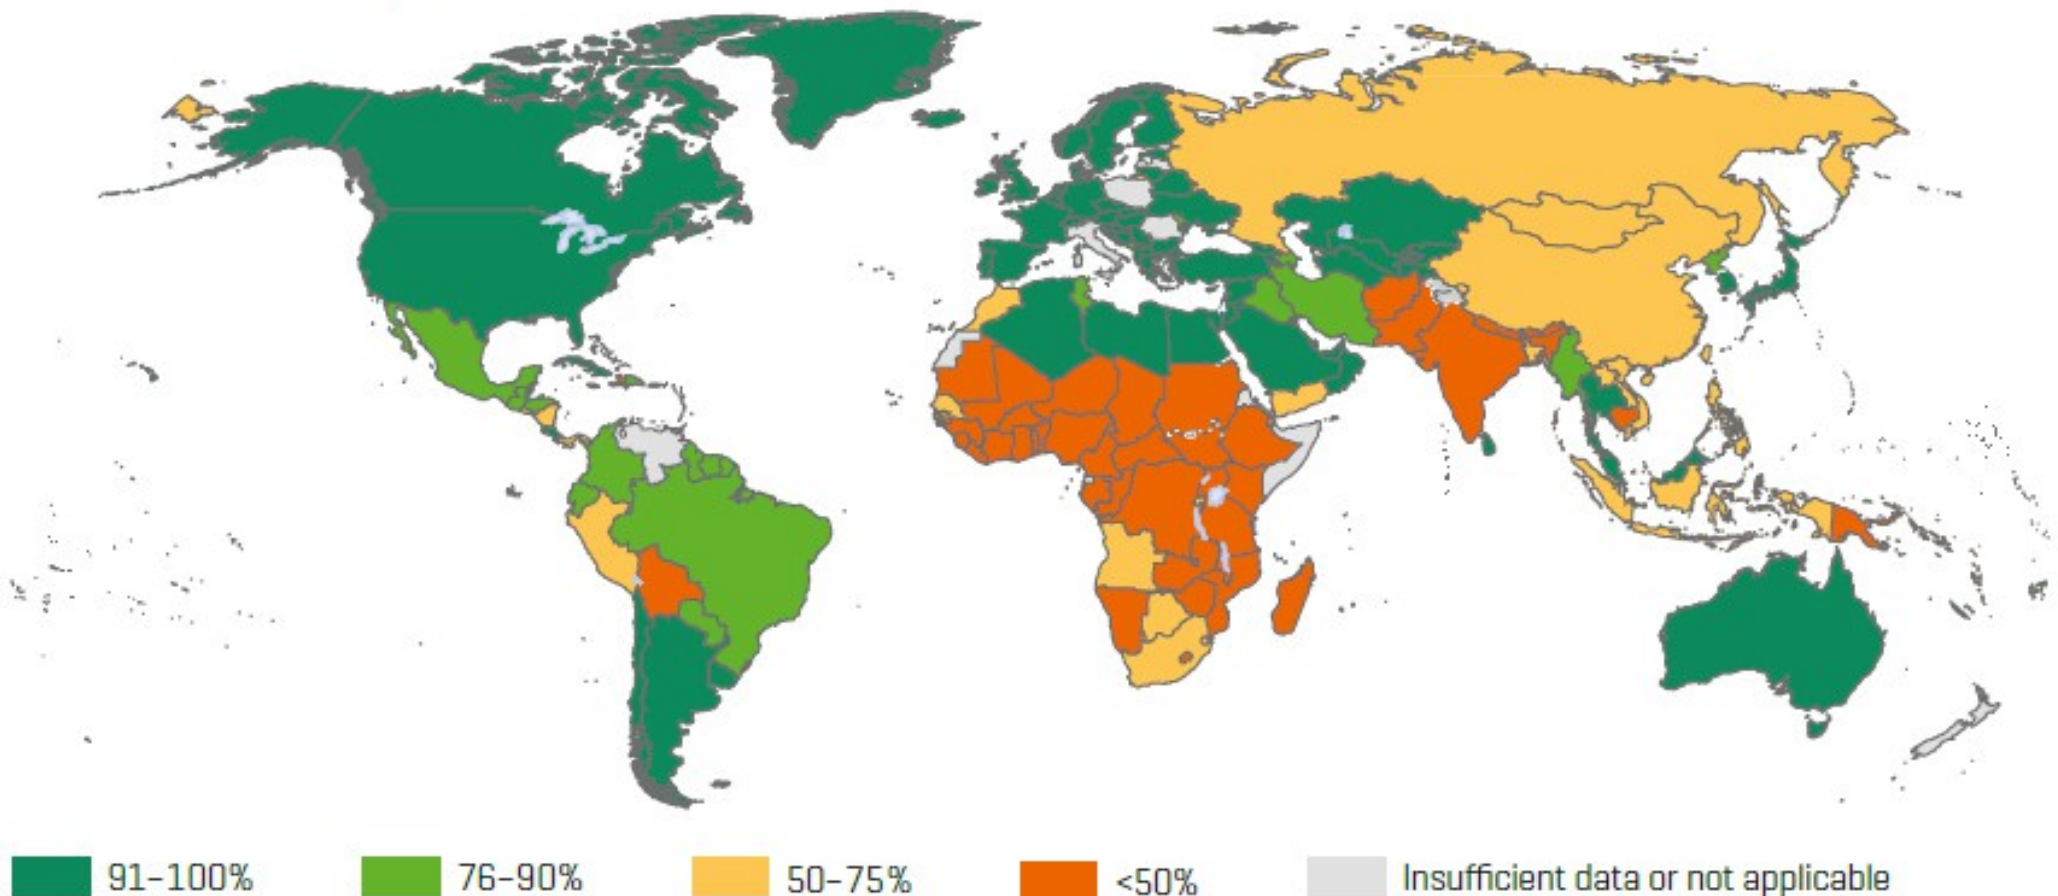 91–100%
76–90%
50–75%
<50%
Insufficient data or not applicable